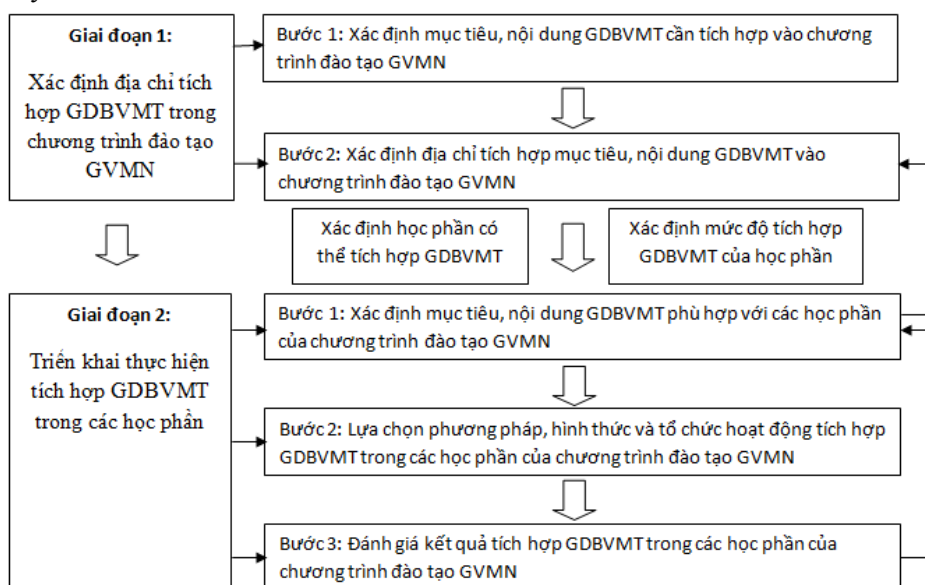 Giai đoạn 1:
Xác định địa chỉ tích
hợp GDBVMT trong
chương trình đào tạo
GVMN
Bước 1: Xác định mục tiêu, nội dung GDBVMT cần tích hợp vào chương
trình đào tạo GVMN
Bước 2: Xác định địa chỉ tích hợp mục tiêu, nội dung GDBVMT vào
chương trình đào tạo GVMN
Xác định học phần có
thể tích hợp GDBVMT
Xác định mức độ tích hợp
GDBVMT của học phần
Giai đoạn 2:
Triển khai thực hiện
tích hợp GDBVMT
trong các học phần
Bước 1: Xác định mục tiêu, nội dung GDBVMT phù hợp với các học phần
của chương trình đào tạo GVMN
Bước 2: Lựa chọn phương pháp, hình thức và tổ chức hoạt động tích hợp
GDBVMT trong các học phần của chương trình đào tạo GVMN
Bước 3: Đánh giá kết quả tích hợp GDBVMT trong các học phần của
chương trình đào tạo GVMN